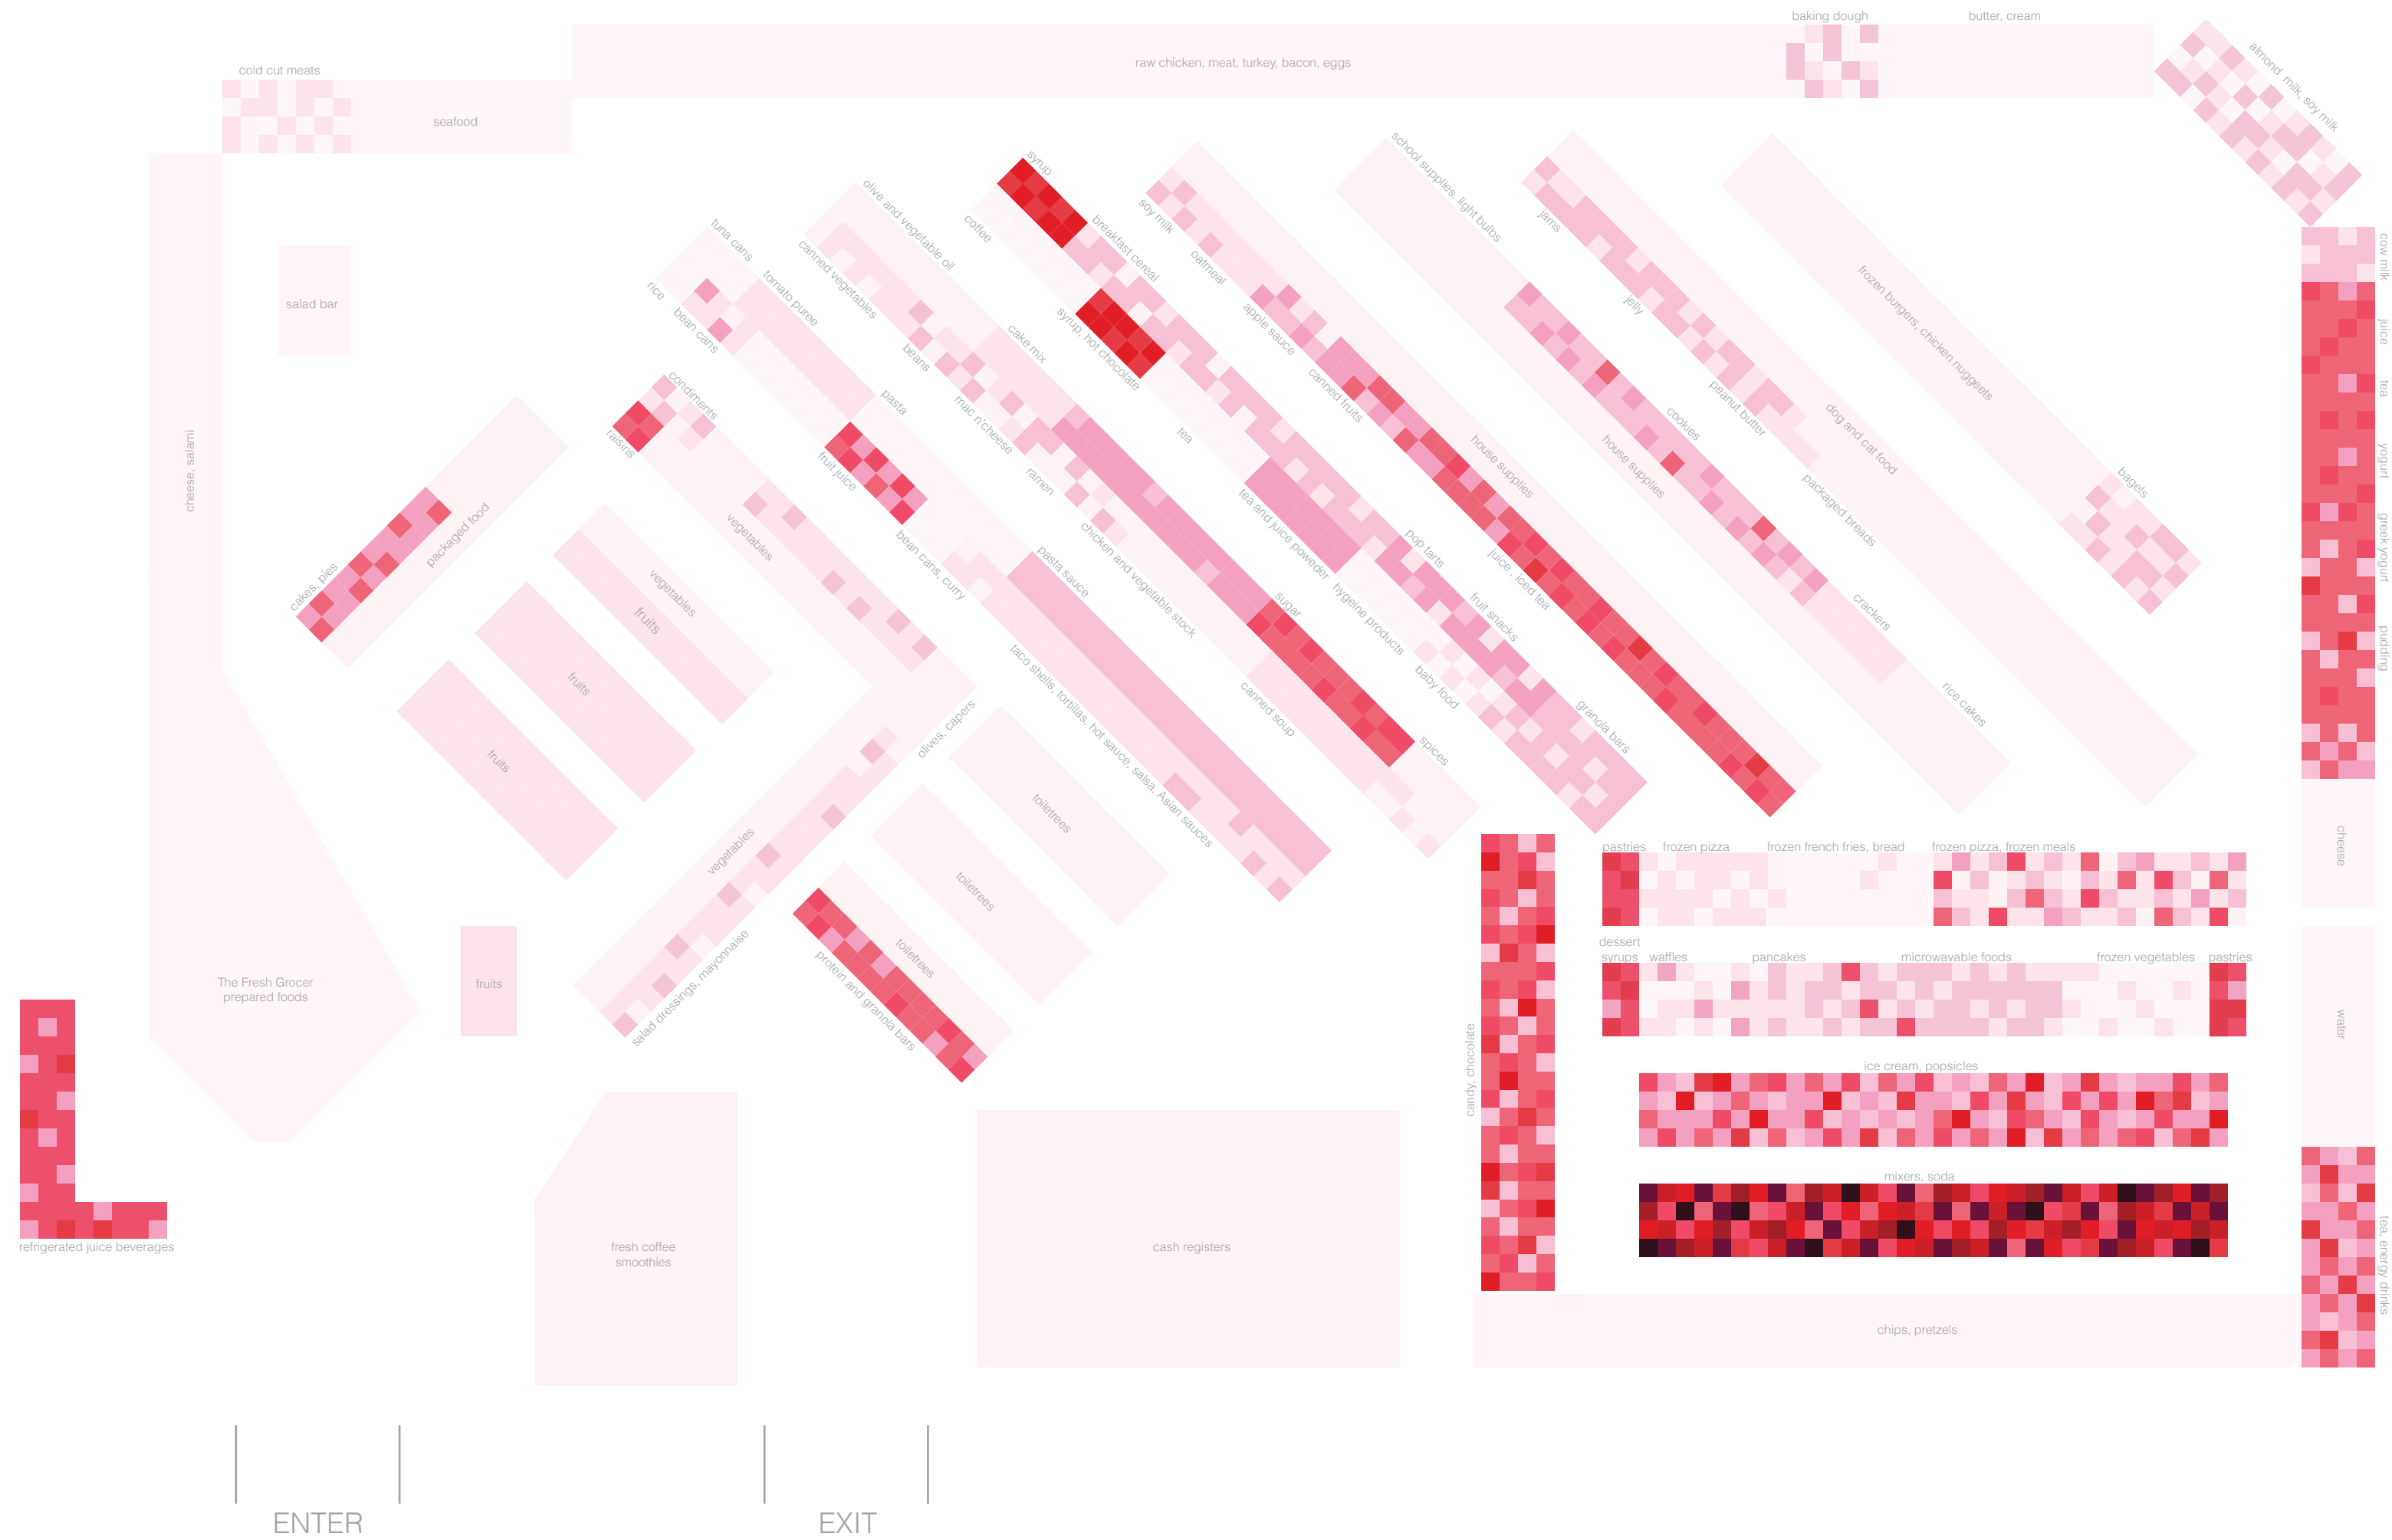 baking dough
butter, cream
raw chicken, meat, turkey, bacon, eggs
almond milk, soy milk
cold cut meats
seafood
cheese, salami
salad bar
school supplies, light bulbs
syrup
olive and vegetable oil
coffee
breakfast cereal
soy milk
oatmeal
jams
tuna cans
tomato puree
rice
bean cans
canned vegetables
beans
cake mix
mac n'cheese
syrup, hot chocolate
apple sauce
canned fruits
jelly
frozen burgers, chicken nuggeets
cow milk
juice
tea
yogurt
greek yogurt
pudding
condiments
raisins
pasta
fruit juice
bean cans, curry
ramen
tea
tea and juice poweder
house supplies
house supplies
cookies
peanut butter
dog and cat food
packaged breads
bagels
cakes, pies
packaged food
vegetables
vegetables
fruits
fruits
fruits
pasta sauce
chicken and vegetable stock
sugar
hygeine products
pop tarts
juice , iced tea
fruit snacks
baby food
granola bars
crackers
rice cakes
taco shells, tortillas, hot sauce, salsa, Asian sauces
canned soup
spices
olives, capers
vegetables
toiletrees
toiletrees
toiletrees
salad dressings, mayonnaise
protein and granola bars
The Fresh Grocer
prepared foods
fruits
refrigerated juice beverages
fresh coffee
smoothies
cash registers
candy, chocolate
pastries
frozen pizza
frozen french fries, bread
frozen pizza, frozen meals
cheese
dessert
syrups
waffles
pancakes
microwavable foods
frozen vegetables
pastries
water
ice cream, popsicles
mixers, soda
tea, energy drinks
chips, pretzels
ENTER
EXIT